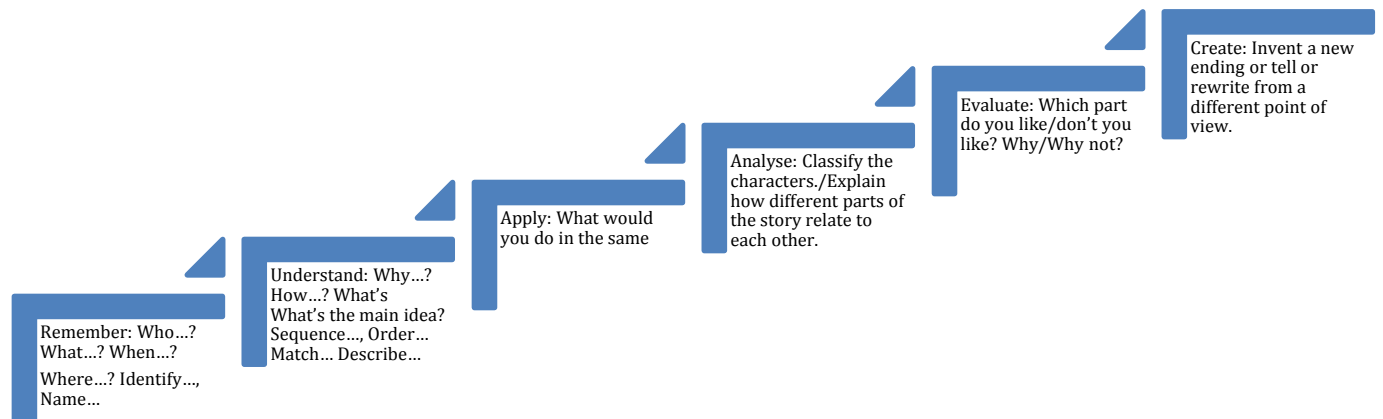 Remember: Who…?
What…? When…?
Where…? Identify…,
Name…
Understand: Why…?
How…? What’s
What’s the main idea?
Sequence…, Order…
Match… Describe…
Apply: What would
you do in the same
Analyse: Classify the
characters./Explain
how different parts of
the story relate to
each other.
Evaluate: Which part
do you like/don’t you
like? Why/Why not?
Create: Invent a new
ending or tell or
rewrite from a
different point of
view.